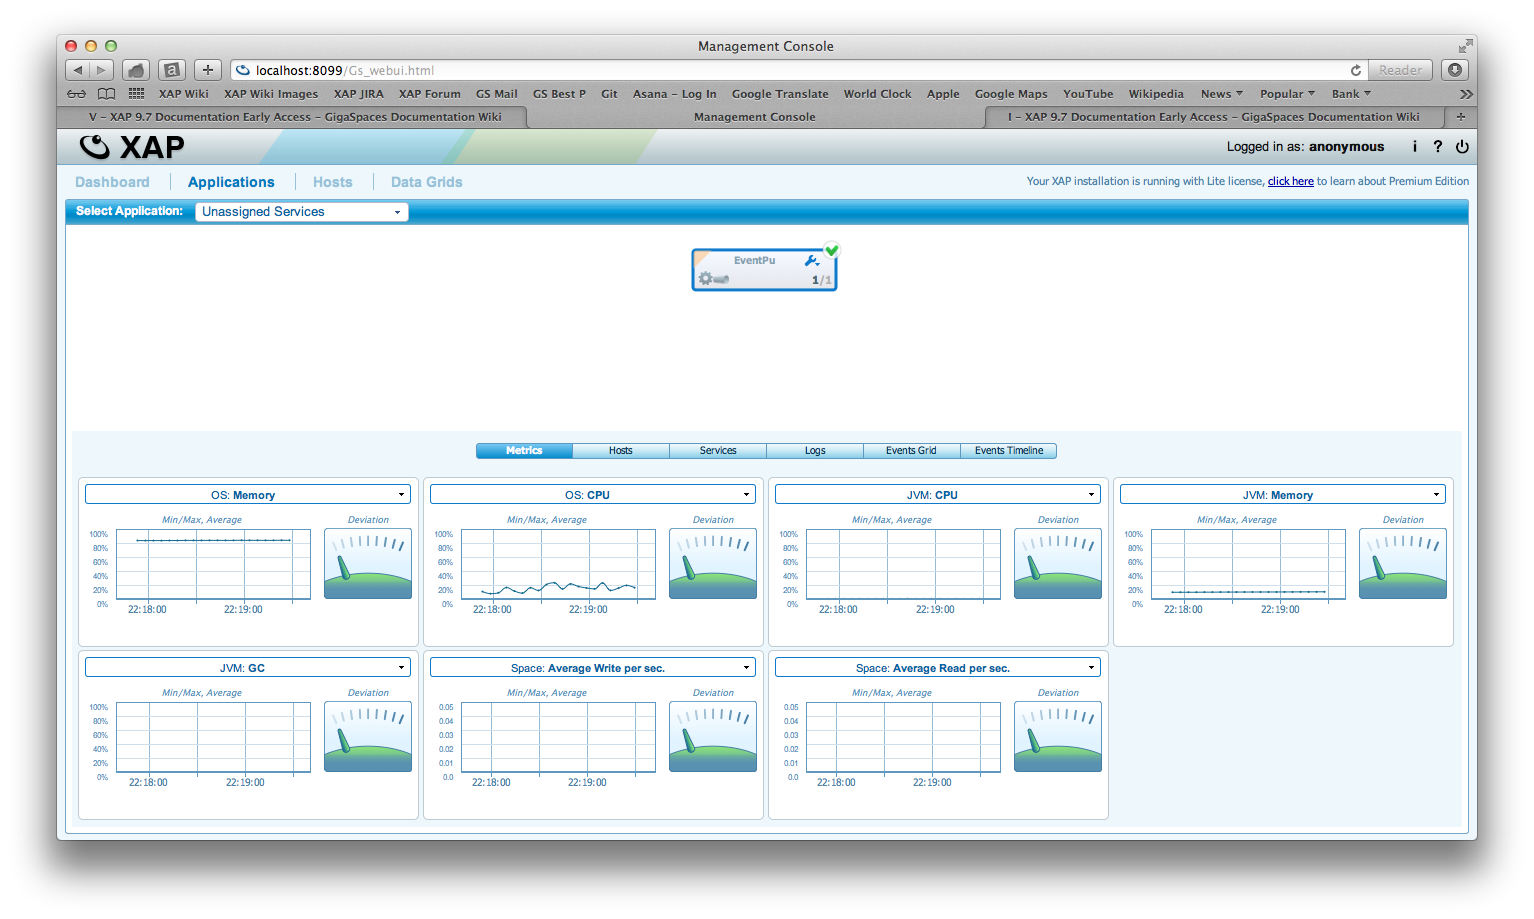 Management Console
localhost:8099/Gs_webui.html
Reader
XAP Wiki XAP Wiki Images XAP JIRA XAP Forum GS Mail GS Best P Git Asana – Log In Google Translate World Clock Apple Google Maps YouTube Wikipedia News Popular Bank
V – XAP 9.7 Documentation Early Access – GigaSpaces Documentation Wiki Management Console I – XAP 9.7 Documentation Early Access – GigaSpaces Documentation Wiki
XAP
Logged in as: anonymous i ?
Dashboard Applications Hosts Data Grids
Your XAP installation is running with Lite license, click here to learn about Premium Edition
Select Application: Unassigned Services
EventPu
1/1
Metrics Hosts Services Logs Events Grid Events Timeline
OS: Memory
Min/Max, Average Deviation
100%
80%
60%
40%
20%
0%
22:18:00 22:19:00
OS: CPU
Min/Max, Average Deviation
100%
80%
60%
40%
20%
0%
22:18:00 22:19:00
JVM: CPU
Min/Max, Average Deviation
100%
80%
60%
40%
20%
0%
22:18:00 22:19:00
JVM: Memory
Min/Max, Average Deviation
100%
80%
60%
40%
20%
0%
22:18:00 22:19:00
JVM: GC
Min/Max, Average Deviation
100%
80%
60%
40%
20%
0%
22:18:00 22:19:00
Space: Average Write per sec.
Min/Max, Average Deviation
0.05
0.04
0.03
0.02
0.01
0.0
22:18:00 22:19:00
Space: Average Read per sec.
Min/Max, Average Deviation
0.05
0.04
0.03
0.02
0.01
0.0
22:18:00 22:19:00